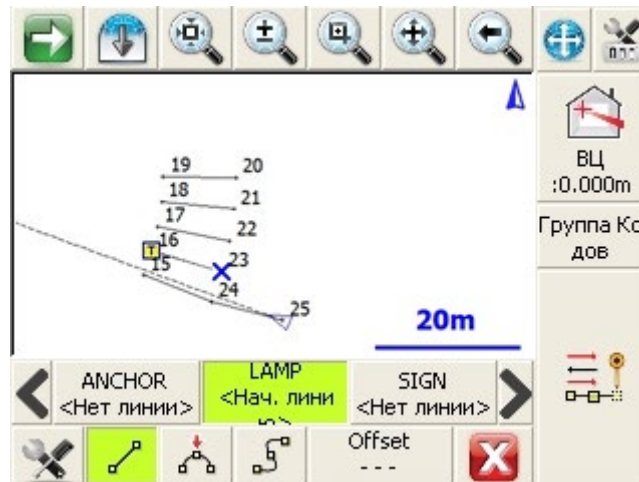 19 20
18 21
17 22
16 23
T
15 24
25
20m
ВЦ
:0.000m
Группа Ко
дов
ANCHOR
<Нет линии>
LAMP
<Нач. лини
ю>
SIGN
<Нет линии>
Offset
---